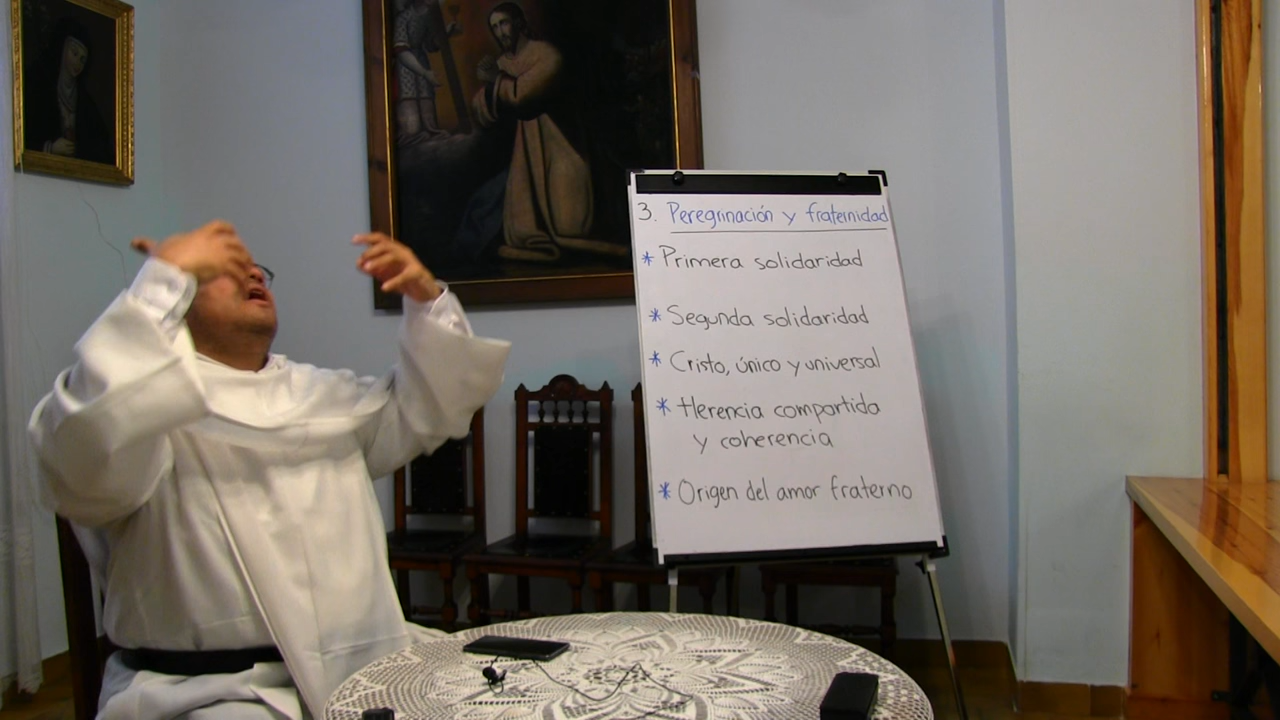 3. Peregrinación y fraternidad
* Primera solidaridad
* Segunda solidaridad
* Cristo, único y universal
* Herencia compartida
y coherencia
* Origen del amor fraterno